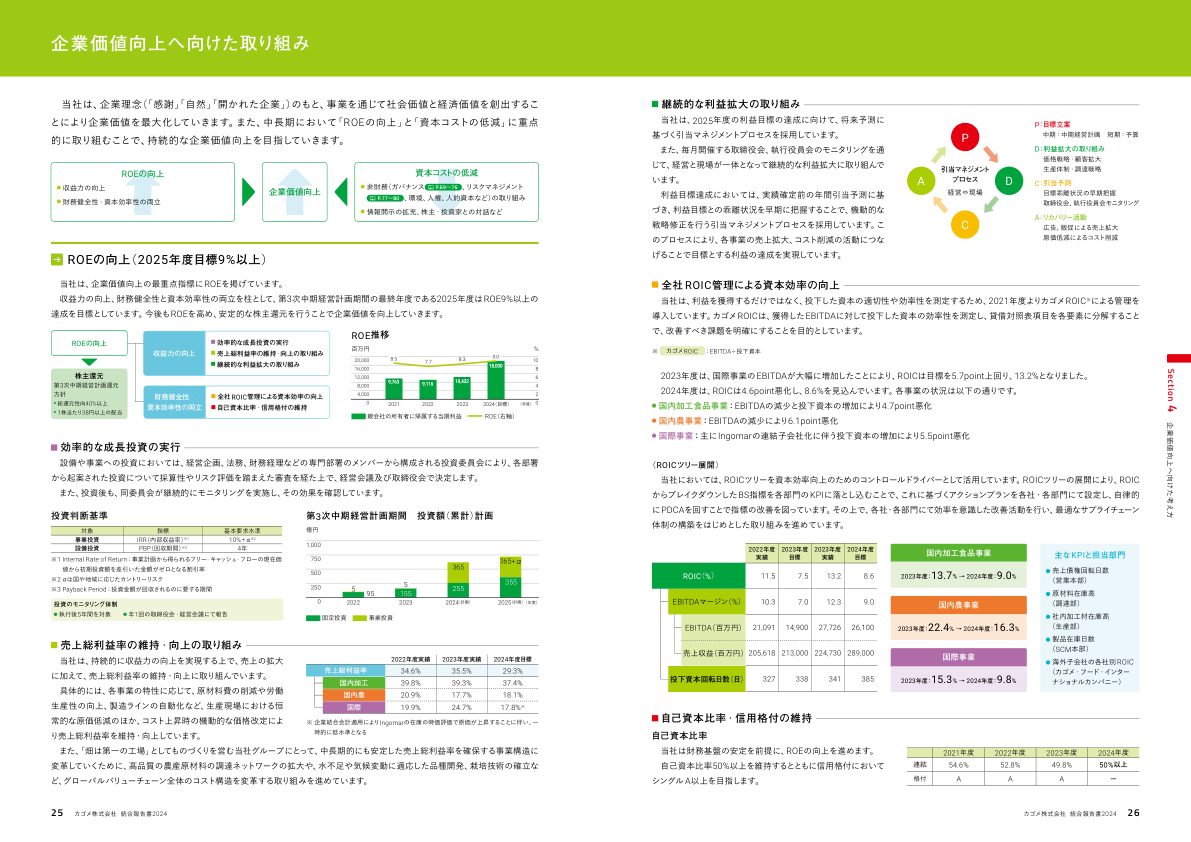 企業価値向上へ向けた取り組み
当社は、企業理念(「感謝」「自然」「開かれた企業」)のもと、事業を通じて社会価値と経済価値を創出するこ
とにより企業価値を最大化していきます。また、中長期において「ROEの向上」と「資本コストの低減」に重点
的に取り組むことで、持続的な企業価値向上を目指していきます。
ROEの向上
● 収益力の向上
● 財務健全性・資本効率性の両立
企業価値向上
資本コストの低減
● 非財務(ガバナンス P.69〜76 、リスクマネジメント
P.77〜80 、環境、人権、人的資本など)の取り組み
● 情報開示の拡充、株主・投資家との対話など
ROEの向上(2025年度目標9%以上)
当社は、企業価値向上の最重点指標にROEを掲げています。
収益力の向上、財務健全性と資本効率性の両立を柱として、第3次中期経営計画期間の最終年度である2025年度はROE9%以上の
達成を目標としています。今後もROEを高め、安定的な株主還元を行うことで企業価値を向上していきます。
ROEの向上
株主還元
第3次中期経営計画還元
方針
• 総還元性向40%以上
• 1株当たり38円以上の配当
収益力の向上
■ 効率的な成長投資の実行
■ 売上総利益率の維持・向上の取り組み
■ 継続的な利益拡大の取り組み
財務健全性・
資本効率性の両立
■ 全社ROIC管理による資本効率の向上
■ 自己資本比率・信用格付の維持
ROE推移
百万円 %
20,000 16,000 12,000 8,000 4,000 0
8.5 7.7 8.3 9.0
9,763 9,116 10,432 18,000
10 8 6 4 2 0
2021 2022 2023 2024(目標) (年度)
親会社の所有者に帰属する当期利益 ROE(右軸)
■ 効率的な成長投資の実行
設備や事業への投資においては、経営企画、法務、財務経理などの専門部署のメンバーから構成される投資委員会により、各部署
から起案された投資について採算性やリスク評価を踏まえた審査を経た上で、経営会議及び取締役会で決定します。
また、投資後も、同委員会が継続的にモニタリングを実施し、その効果を確認しています。
投資判断基準
対象 指標 基本要求水準
事業投資 IRR(内部収益率)※1 10%+α※2
設備投資 PBP(回収期間)※3 4年
※1 Internal Rate of Return:事業計画から得られるフリー・キャッシュ・フローの現在価
値から初期投資額を差引いた金額がゼロとなる割引率
※2 αは国や地域に応じたカントリーリスク
※3 Payback Period:投資金額が回収されるのに要する期間
投資のモニタリング体制
● 執行後5年間を対象 ● 年1回の取締役会・経営会議にて報告
第3次中期経営計画期間 投資額(累計)計画
億円
1,000 750 500 250 0
5 95 5 155 365 255 365+α 355
2022 2023 2024(計画) 2025(計画) (年度)
固定投資 事業投資
■ 売上総利益率の維持・向上の取り組み
当社は、持続的に収益力の向上を実現する上で、売上の拡大
に加えて、売上総利益率の維持・向上に取り組んでいます。
具体的には、各事業の特性に応じて、原材料費の削減や労働
生産性の向上、製造ラインの自動化など、生産現場における恒
常的な原価低減のほか、コスト上昇時の機動的な価格改定によ
り売上総利益率を維持・向上しています。
また、「畑は第一の工場」としてものづくりを営む当社グループにとって、中長期的にも安定した売上総利益率を確保する事業構造に
変革していくために、高品質の農産原材料の調達ネットワークの拡大や、水不足や気候変動に適応した品種開発、栽培技術の確立な
ど、グローバルバリューチェーン全体のコスト構造を変革する取り組みを進めています。
2022年度実績 2023年度実績 2024年度目標
売上総利益率 34.6% 35.5% 29.3%
国内加工 39.8% 39.3% 37.4%
国内農 20.9% 17.7% 18.1%
国際 19.9% 24.7% 17.8%※
※ 企業結合会計適用によりIngomarの在庫の時価評価で原価が上昇することに伴い、一
時的に低水準となる
25 カゴメ株式会社 統合報告書2024
■ 継続的な利益拡大の取り組み
当社は、2025年度の利益目標の達成に向けて、将来予測に
基づく引当マネジメントプロセスを採用しています。
また、毎月開催する取締役会、執行役員のモニタリングを通
じて、経営と現場が一体となって継続的な利益拡大に取り組んで
います。
利益目標達成においては、実績確定前の年間引当予測に基
づき、利益目標との乖離状況を早期に把握することで、機動的な
戦略修正を行う引当マネジメントプロセスを採用しています。こ
のプロセスにより、各事業の売上拡大、コスト削減の活動につな
げることで目標とする利益の達成を実現しています。
P
A
引当マネジメント
プロセス
経営⇔現場
D
C
P:目標立案
中期:中期経営計画 短期:予算
D:利益拡大の取り組み
価格戦略・顧客拡大
生産体制・調達戦略
C:引当予測
目標乖離状況の早期把握
取締役会、執行役員会モニタリング
A:リカバリー活動
広告、販促による売上拡大
原価低減によるコスト削減
■ 全社ROIC管理による資本効率の向上
当社は、利益を獲得するだけではなく、投下した資本の適切性や効率性を測定するため、2021年度よりカゴメROIC※による管理を
導入しています。カゴメROICは、獲得したEBITDAに対して投下した資本の効率性を測定し、貸借対照表項目を各要素に分解すること
で、改善すべき課題を明確にすることを目的としています。
※ カゴメROIC :EBITDA÷投下資本
2023年度は、国際事業のEBITDAが大幅に増加したことにより、ROICは目標を5.7point上回り、13.2%となりました。
2024年度は、ROICは4.6point悪化し、8.6%を見込んでいます。各事業の状況は以下の通りです。
● 国内加工食品事業:EBITDAの減少と投下資本の増加により4.7point悪化
● 国内農事業:EBITDAの減少により6.1point悪化
● 国際事業:主にIngomarの連結子会社化に伴う投下資本の増加により5.5point悪化
〈ROICツリー展開〉
当社においては、ROICツリーを資本効率向上のためのコントロールドライバーとして活用しています。ROICツリーの展開により、ROIC
からブレイクダウンしたBS指標を各部門のKPIに落とし込むことで、これに基づくアクションプランを各社・各部門にて設定し、自律的
にPDCAを回すことで指標の改善を図っています。その上で、各社・各部門にて効率を意識した改善活動を行い、最適なサプライチェーン
体制の構築をはじめとした取り組みを進めています。
2022年度実績 2023年度目標 2023年度実績 2024年度目標
ROIC(%) 11.5 7.5 13.2 8.6
EBITDAマージン(%) 10.3 7.0 12.3 9.0
EBITDA(百万円) 21,091 14,900 27,726 26,100
売上収益(百万円) 205,618 213,000 224,730 289,000
投下資本回転日数(日) 327 338 341 385
国内加工食品事業
2023年度:13.7%→2024年度:9.0%
国内農事業
2023年度:22.4%→2024年度:16.3%
国際事業
2023年度:15.3%→2024年度:9.8%
主なKPIと担当部門
● 売上債権回転日数
(営業本部)
● 原材料在庫高
(調達部)
● 社内加工材在庫高
(生産部)
● 製品在庫日数
(SCM本部)
● 海外子会社の各社別ROIC
(カゴメ・フード・インター
ナショナルカンパニー)
■ 自己資本比率・信用格付の維持
自己資本比率
当社は財務基盤の安定を前提に、ROEの向上を進めます。
自己資本比率50%以上を維持するとともに信用格付において
シングルA以上を目指します。
2021年度 2022年度 2023年度 2024年度
連結 54.6% 52.8% 49.8% 50%以上
格付 A A A ー
Section 4 企業価値向上へ向けた考え方
カゴメ株式会社 統合報告書2024 26